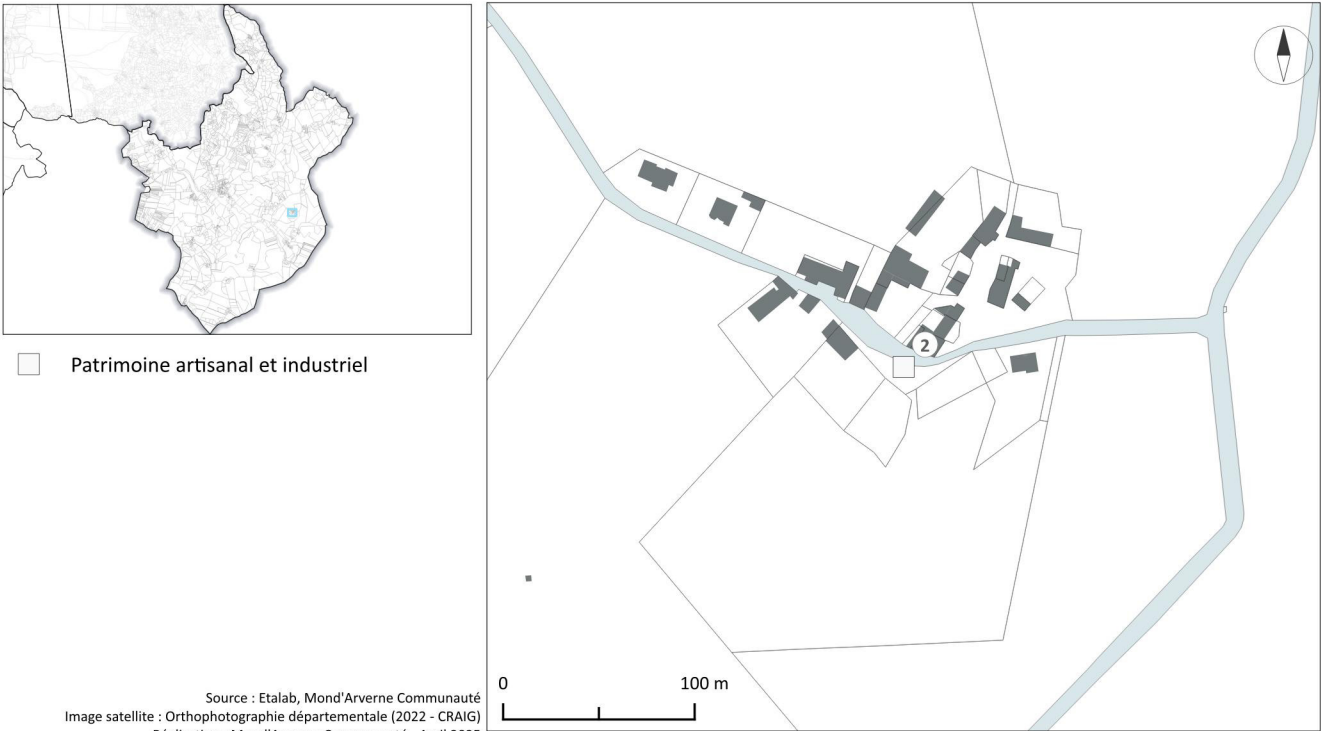 Patrimoine artisanal et industriel
2
0 100 m
Source : Etalab, Mond'Arverne Communauté
Image satellite : Orthophotographie départementale (2022 - CRAIG)